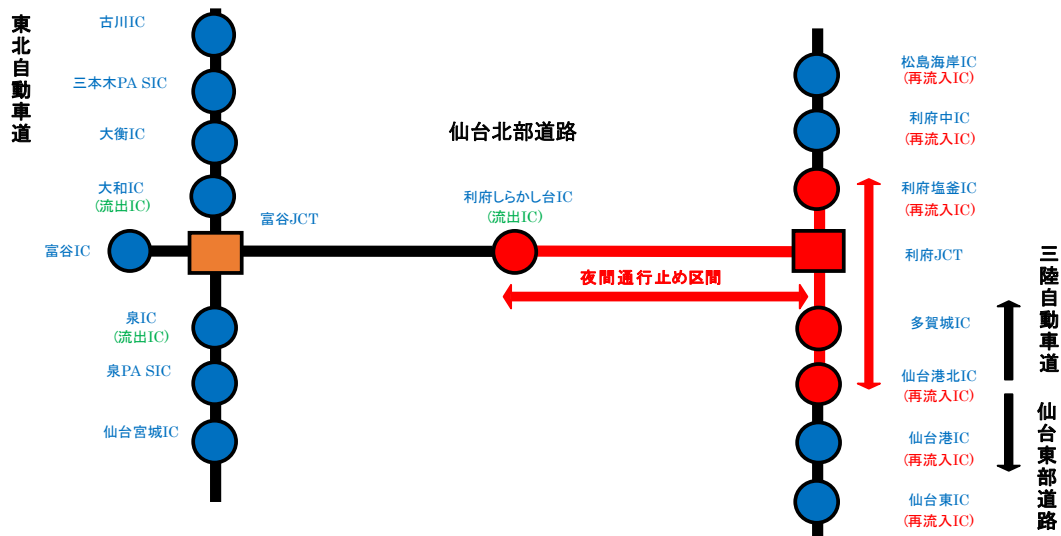 東北自動車道
古川IC
三本木PA SIC
大衡IC
大和IC
(流出IC)
富谷IC
富谷JCT
泉IC
(流出IC)
泉PA SIC
仙台宮城IC
仙台北部道路
利府しらかし台IC
(流出IC)
夜間通行止め区間
松島海岸IC
(再流入IC)
利府中IC
(再流入IC)
利府塩釜IC
(再流入IC)
利府JCT
多賀城IC
仙台港北IC
(再流入IC)
仙台港IC
(再流入IC)
仙台東IC
(再流入IC)
三陸自動車道
仙台東部道路